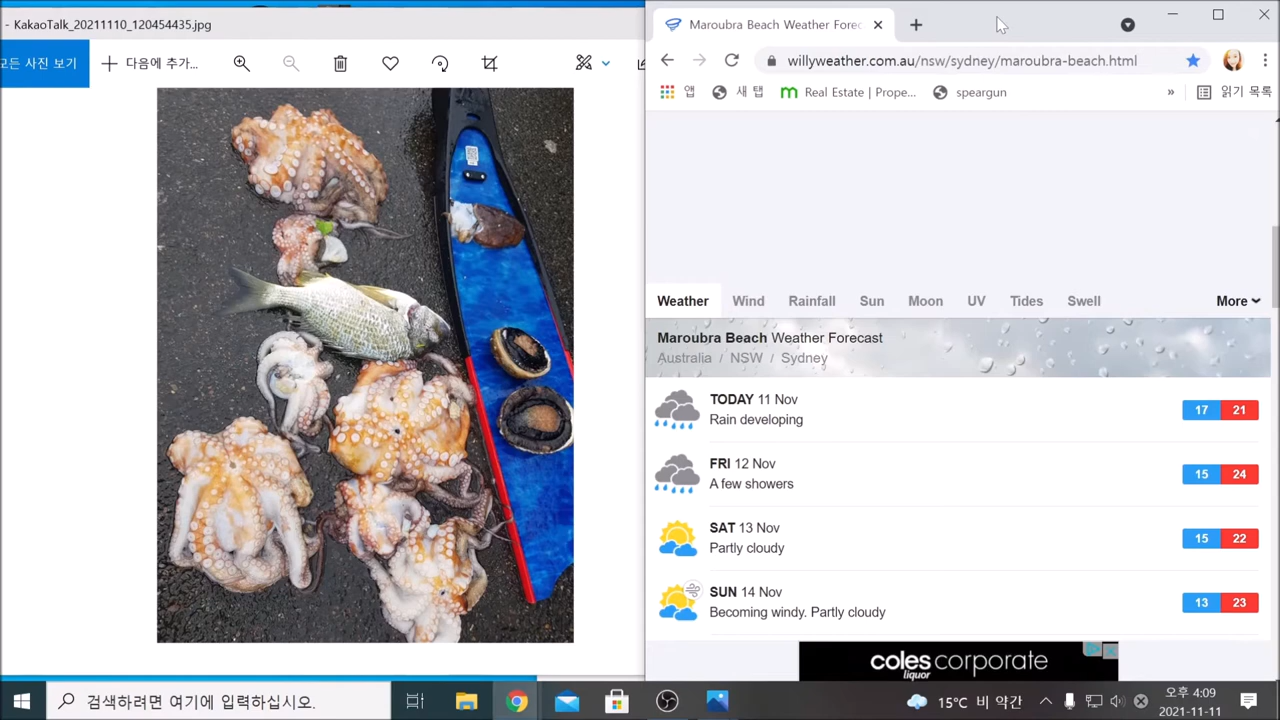 - KakaoTalk_20211110_120454435.jpg
모든 사진 보기
다음에 추가...
Maroubra Beach Weather Forec
willyweather.com.au/nsw/sydney/maroubra-beach.html
앱
새 탭
Real Estate | Prope...
speargun
»
읽기 목록
Weather Wind Rainfall Sun Moon UV Tides Swell More
Maroubra Beach Weather Forecast
Australia / NSW / Sydney
TODAY 11 Nov
Rain developing
17 21
FRI 12 Nov
A few showers
15 24
SAT 13 Nov
Partly cloudy
15 22
SUN 14 Nov
Becoming windy. Partly cloudy
13 23
coles corporate
liquor
검색하려면 여기에 입력하십시오.
15°C 비 약간
오후 4:09
2021-11-11